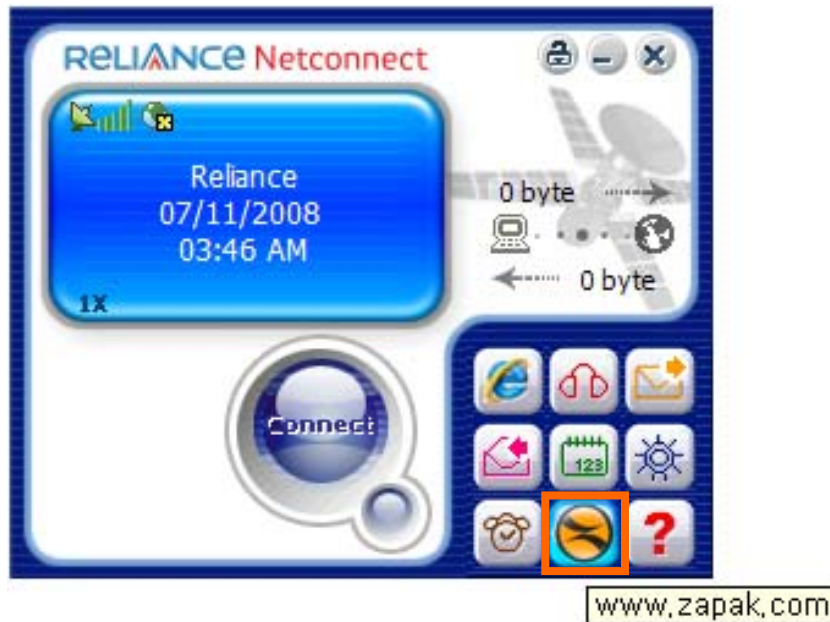 RELIANCE Netconnect
Reliance
07/11/2008
03:46 AM
1X
0 byte
0 byte
Connect
123
?
www.zapak.com